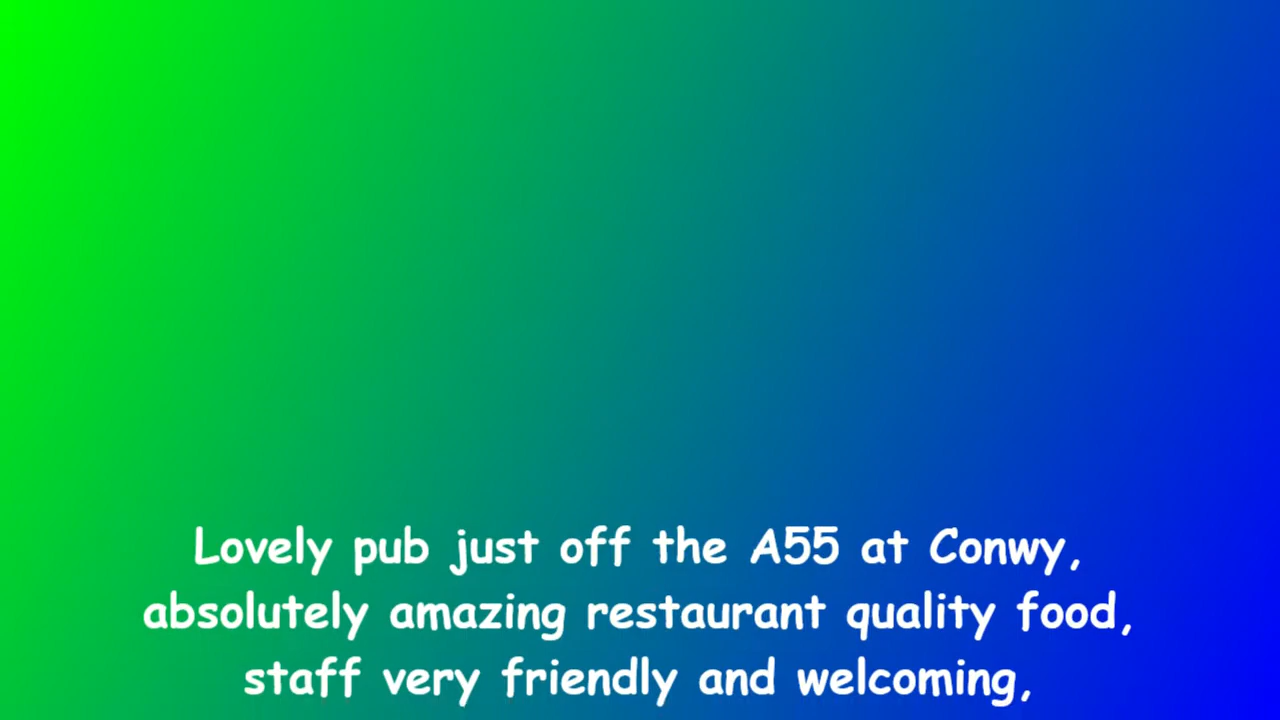 Lovely pub just off the A55 at Conwy,
absolutely amazing restaurant quality food,
staff very friendly and welcoming,